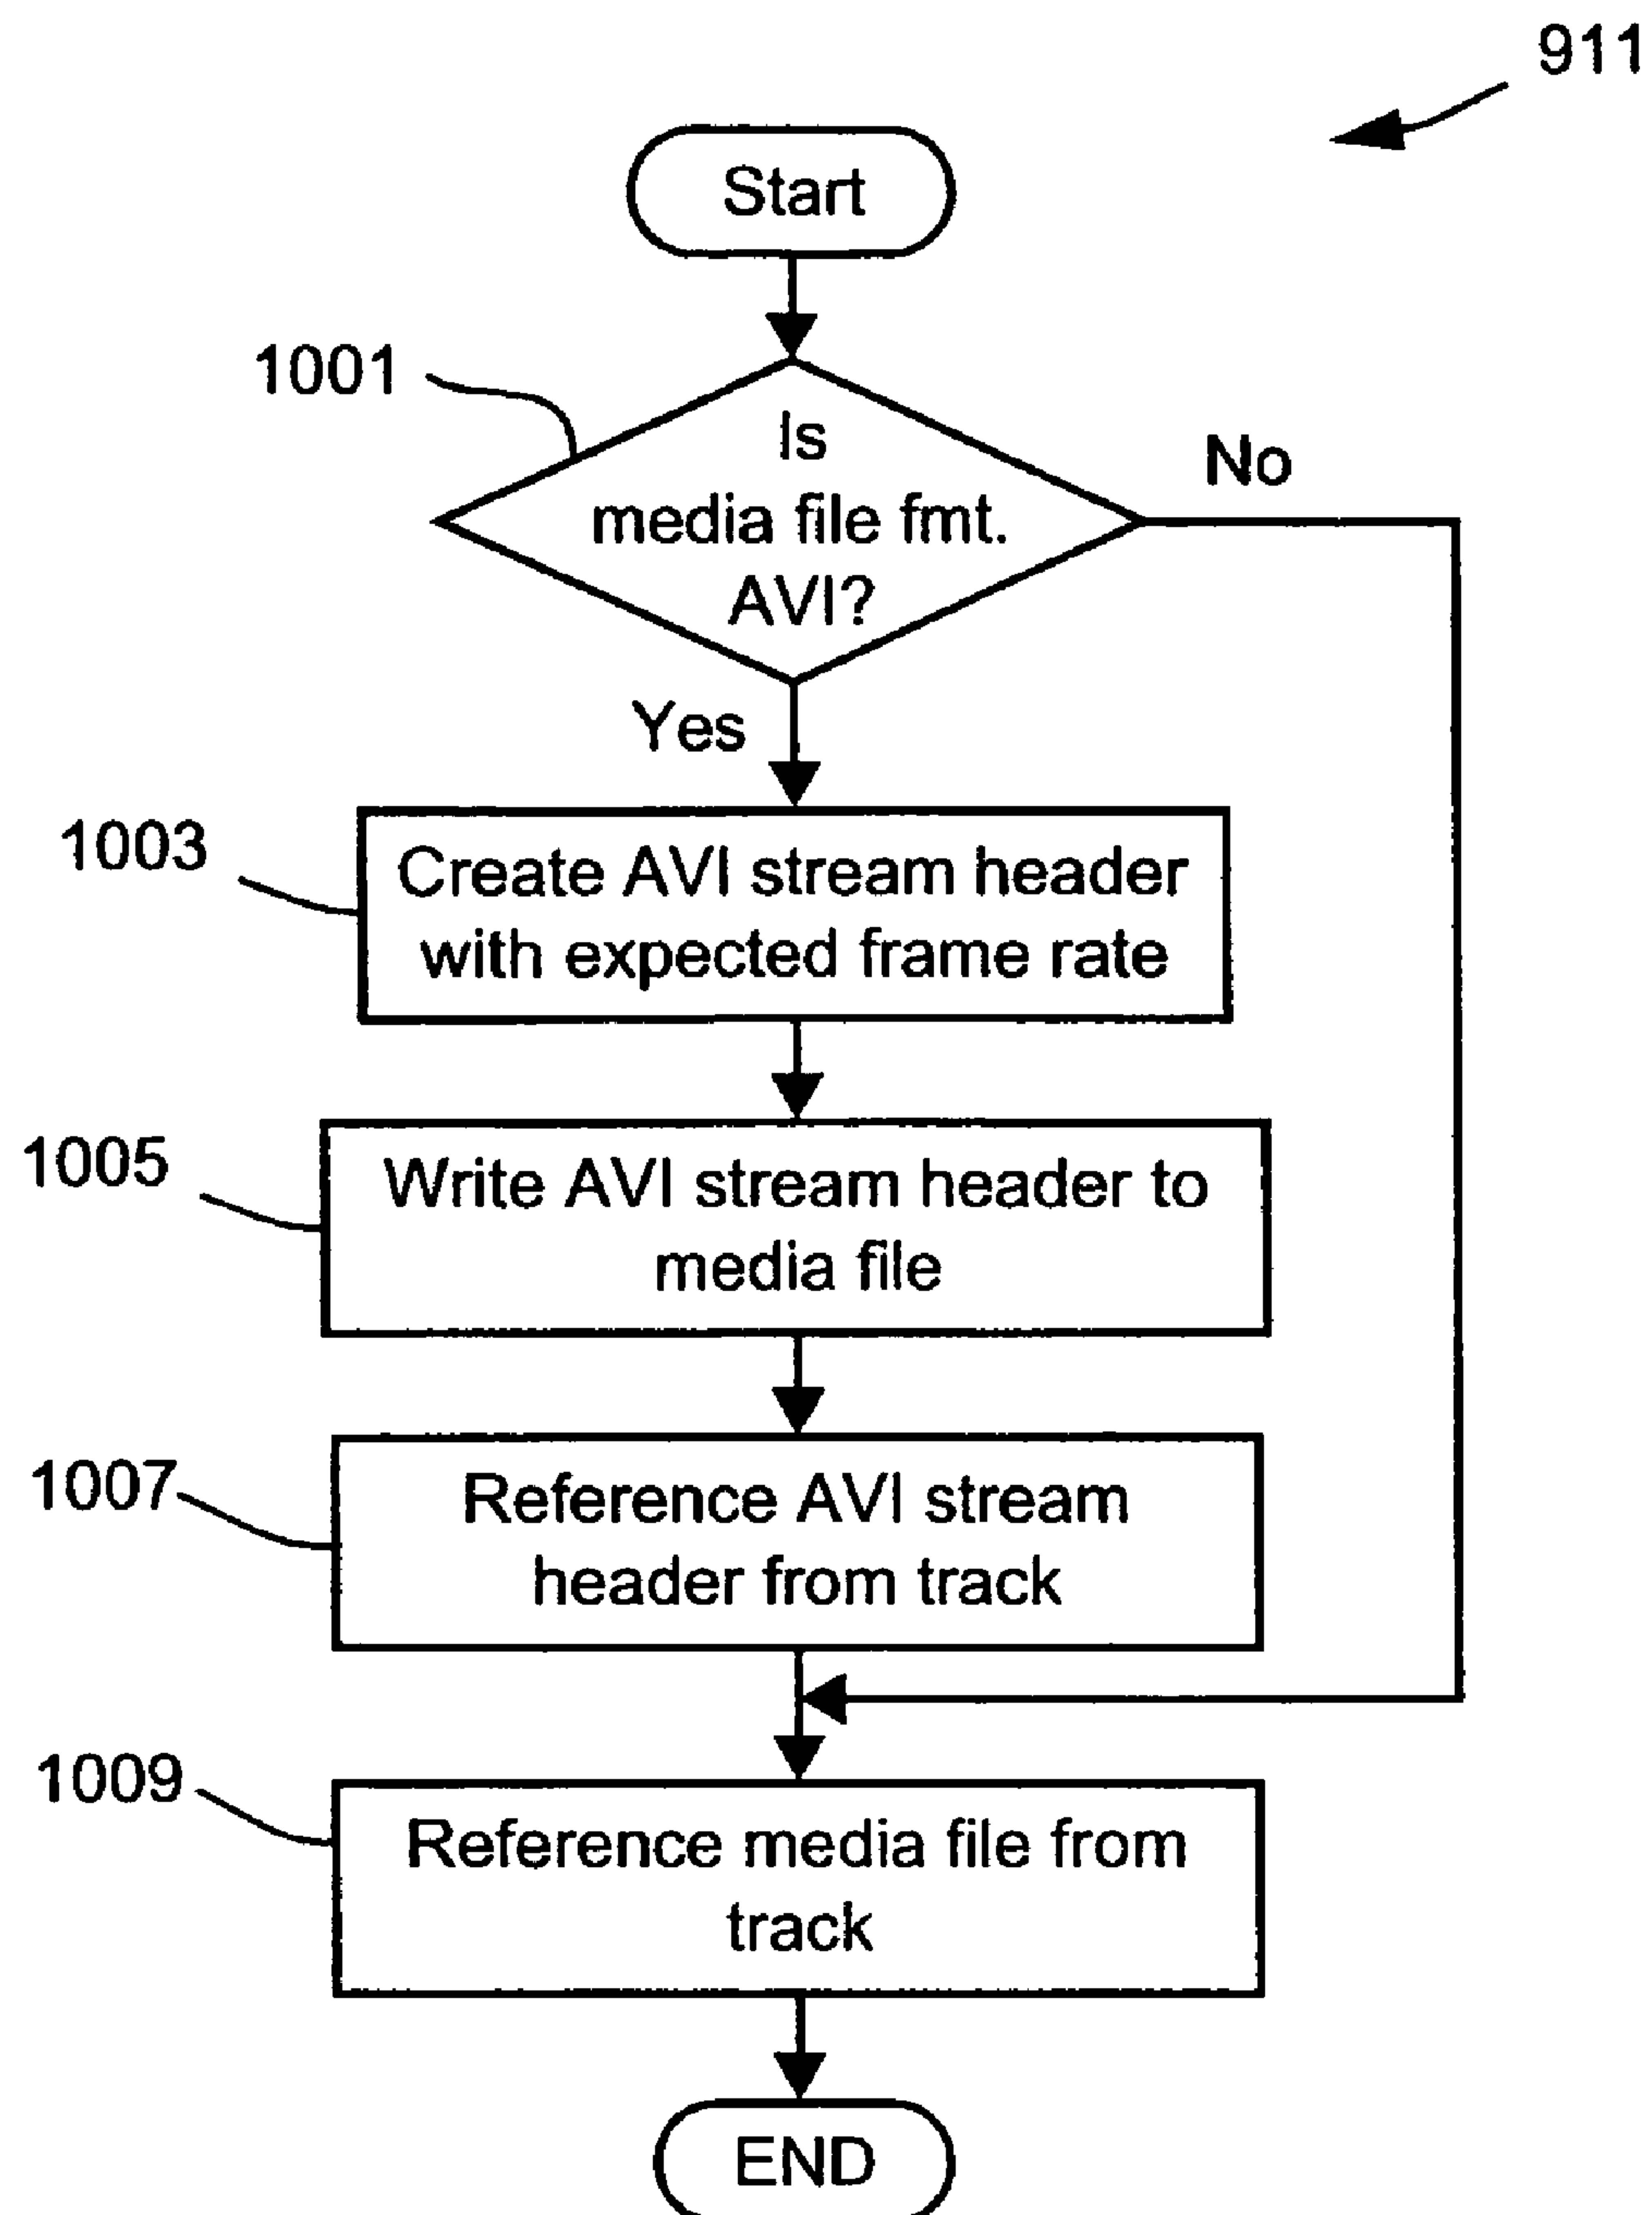 911
Start
1001
Is
media file fmt.
AVI?
No
Yes
1003
Create AVI stream header
with expected frame rate
1005
Write AVI stream header to
media file
1007
Reference AVI stream
header from track
1009
Reference media file from
track
END